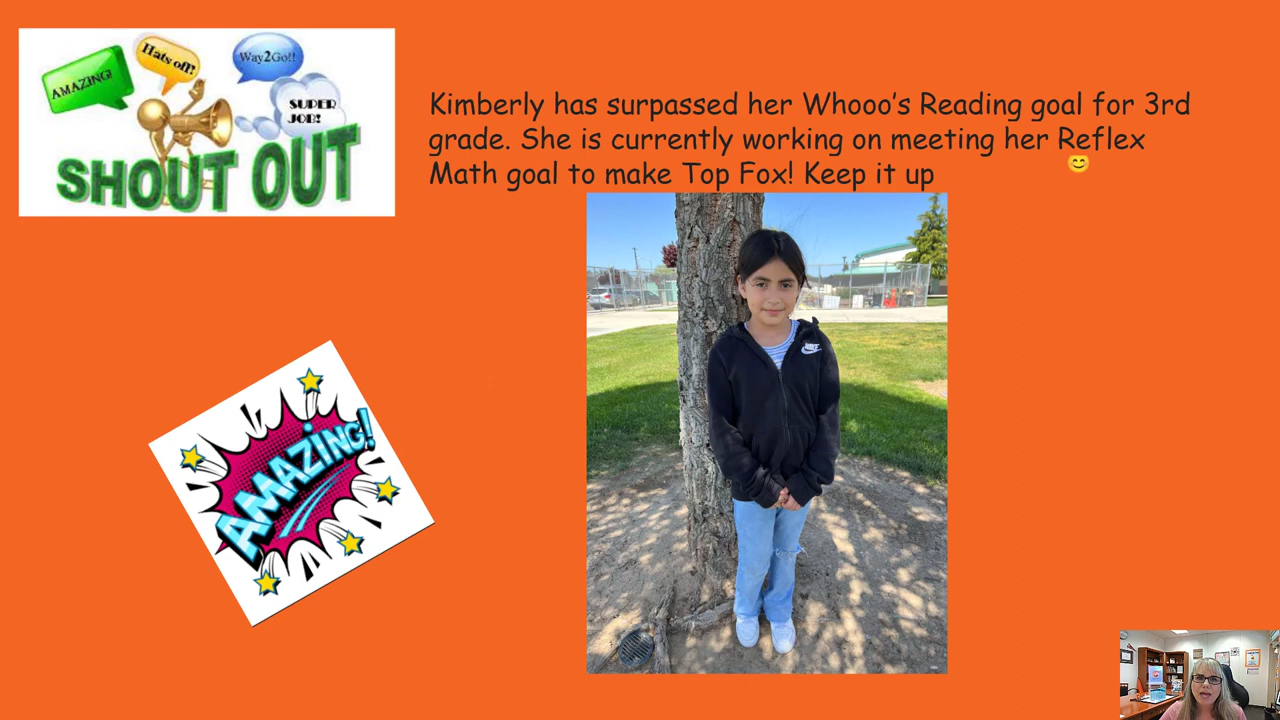 AMAZING!
Hats off!
Way2Go!!
SUPER
JOB!
SHOUT OUT
Kimberly has surpassed her Whooo's Reading goal for 3rd
grade. She is currently working on meeting her Reflex
Math goal to make Top Fox! Keep it up
😊
NIKE
AMAZING!